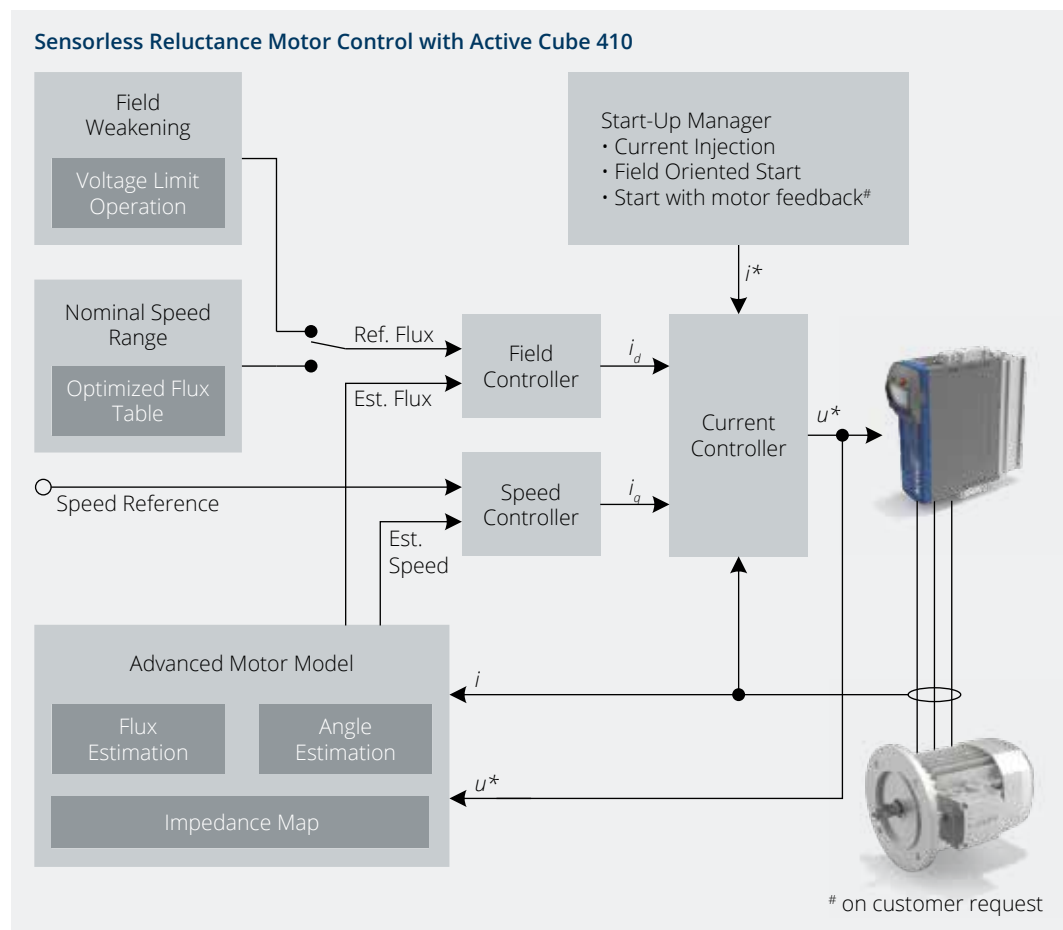 Sensorless Reluctance Motor Control with Active Cube 410
Field
Weakening
Voltage Limit
Operation
Start-Up Manager
• Current Injection
• Field Oriented Start
• Start with motor feedback#
i*
Nominal Speed
Range
Optimized Flux
Table
Ref. Flux
Est. Flux
Field
Controller
i_d
Current
Controller
u*
Speed Reference
Est.
Speed
Speed
Controller
i_q
Advanced Motor Model
Flux
Estimation
Angle
Estimation
Impedance Map
i
u*
# on customer request